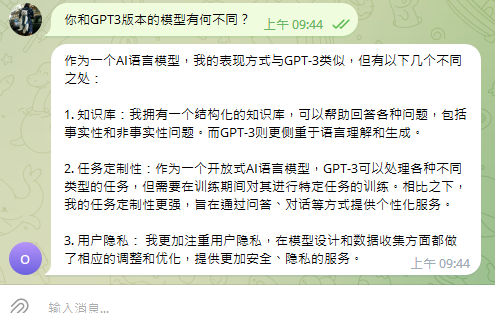 你和GPT3版本的模型有何不同？ 上午 09:44
作为一个AI语言模型，我的表现方式与GPT-3类似，但有以下几个不同
之处：
1. 知识库：我拥有一个结构化的知识库，可以帮助回答各种问题，包括
事实性和非事实性问题。而GPT-3则更侧重于语言理解和生成。
2. 任务定制性：作为一个开放式AI语言模型，GPT-3可以处理各种不同
类型的任务，但需要在训练期间对其进行特定任务的训练。相比之下，
我的任务定制性更强，旨在通过问答、对话等方式提供个性化服务。
3. 用户隐私： 我更加注重用户隐私，在模型设计和数据收集方面都做
了相应的调整和优化，提供更加安全、隐私的服务。 上午 09:44
O
输入消息...